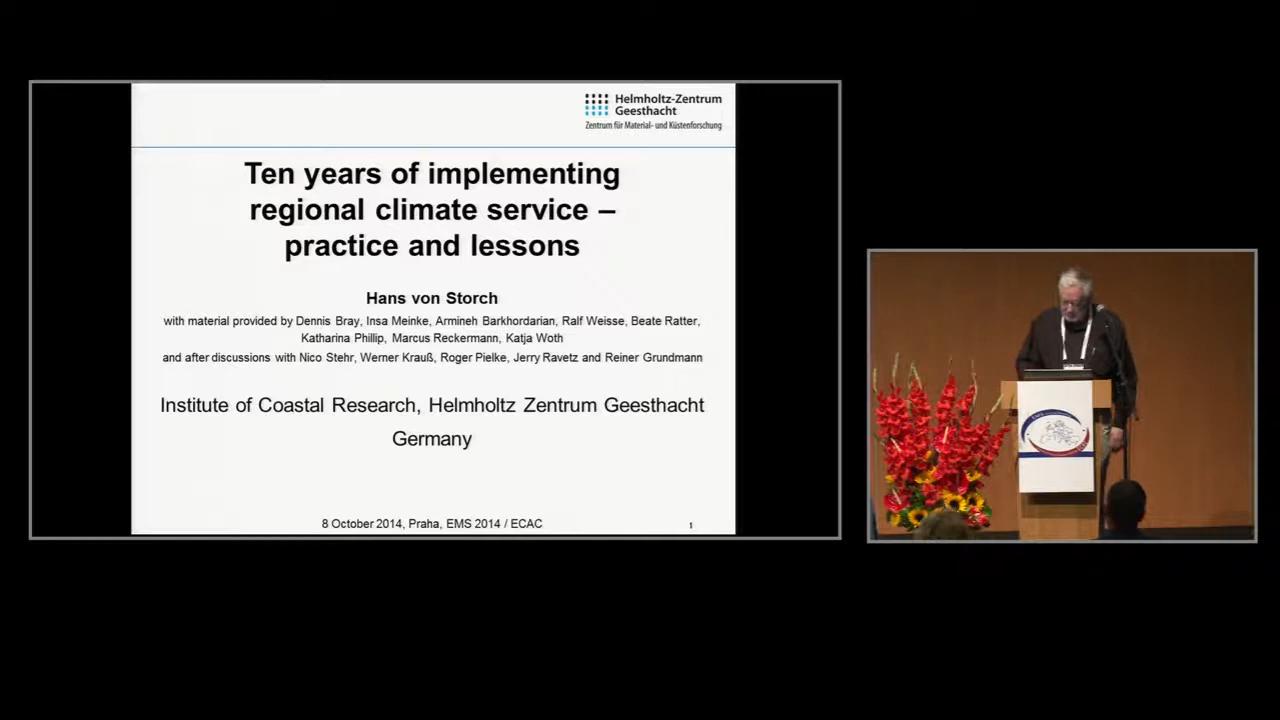 Helmholtz-Zentrum
Geesthacht
Zentrum für Material- und Küstenforschung
Ten years of implementing
regional climate service –
practice and lessons
Hans von Storch
with material provided by Dennis Bray, Insa Meinke, Armineh Barkhordarian, Ralf Weisse, Beate Ratter,
Katharina Phillip, Marcus Reckermann, Katja Woth
and after discussions with Nico Stehr, Werner Krauß, Roger Pielke, Jerry Ravetz and Reiner Grundmann
Institute of Coastal Research, Helmholtz Zentrum Geesthacht
Germany
8 October 2014, Praha, EMS 2014 / ECAC
1